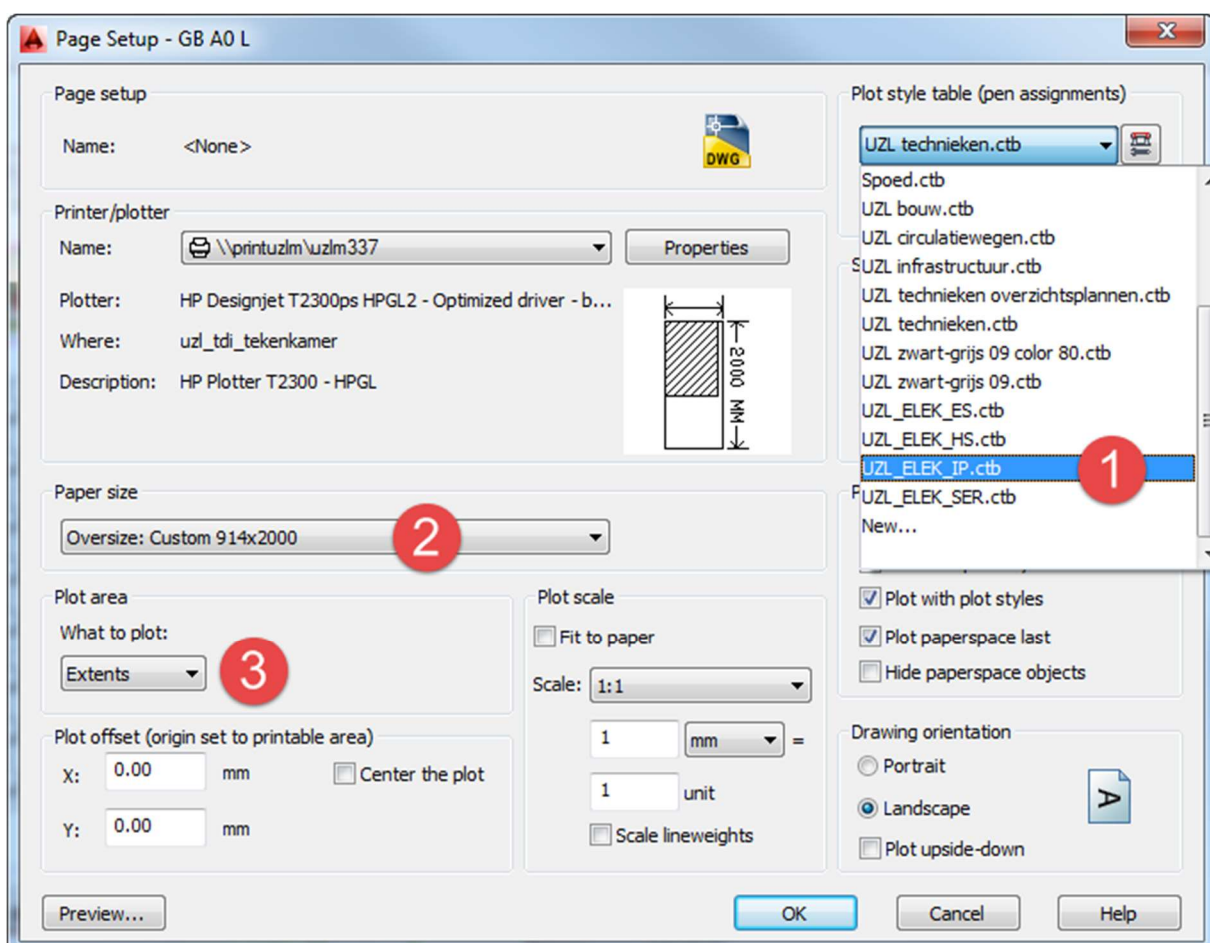 Page Setup - GB A0 L
Page setup
Name: <None>
DWG
Printer/plotter
Name: \\printuzlm\uzlm337
Properties
Plotter: HP Designjet T2300ps HPGL2 - Optimized driver - b...
Where: uzl_tdi_tekenkamer
Description: HP Plotter T2300 - HPGL
2000 MM
Paper size
Oversize: Custom 914x2000
2
Plot area
What to plot:
Extents
3
Plot offset (origin set to printable area)
X: 0.00 mm
Center the plot
Y: 0.00 mm
Plot scale
Fit to paper
Scale: 1:1
1 mm =
1 unit
Scale lineweights
Plot style table (pen assignments)
UZL technieken.ctb
Spoed.ctb
UZL bouw.ctb
UZL circulatiewegen.ctb
UZL infrastructuur.ctb
UZL technieken overzichtsplannen.ctb
UZL technieken.ctb
UZL zwart-grijs 09 color 80.ctb
UZL zwart-grijs 09.ctb
UZL_ELEK_ES.ctb
UZL_ELEK_HS.ctb
UZL_ELEK_IP.ctb
1
UZL_ELEK_SER.ctb
New...
Plot with plot styles
Plot paperspace last
Hide paperspace objects
Drawing orientation
Portrait
Landscape
A
Plot upside-down
Preview...
OK
Cancel
Help